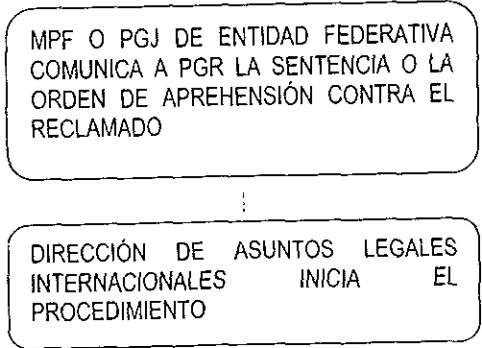 MPF O PGJ DE ENTIDAD FEDERATIVA
COMUNICA A PGR LA SENTENCIA O LA
ORDEN DE APREHENSIÓN CONTRA EL
RECLAMADO
DIRECCIÓN DE ASUNTOS LEGALES
INTERNACIONALES INICIA EL
PROCEDIMIENTO